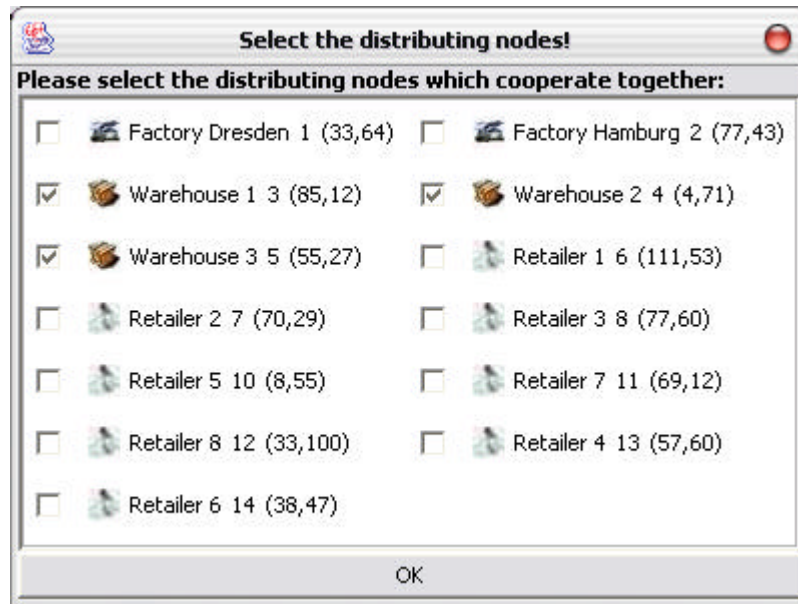 Select the distributing nodes!
Please select the distributing nodes which cooperate together:
Factory Dresden 1 (33,64) Factory Hamburg 2 (77,43)
Warehouse 1 3 (85,12) Warehouse 2 4 (4,71)
Warehouse 3 5 (55,27) Retailer 1 6 (111,53)
Retailer 2 7 (70,29) Retailer 3 8 (77,60)
Retailer 5 10 (8,55) Retailer 7 11 (69,12)
Retailer 8 12 (33,100) Retailer 4 13 (57,60)
Retailer 6 14 (38,47)
OK